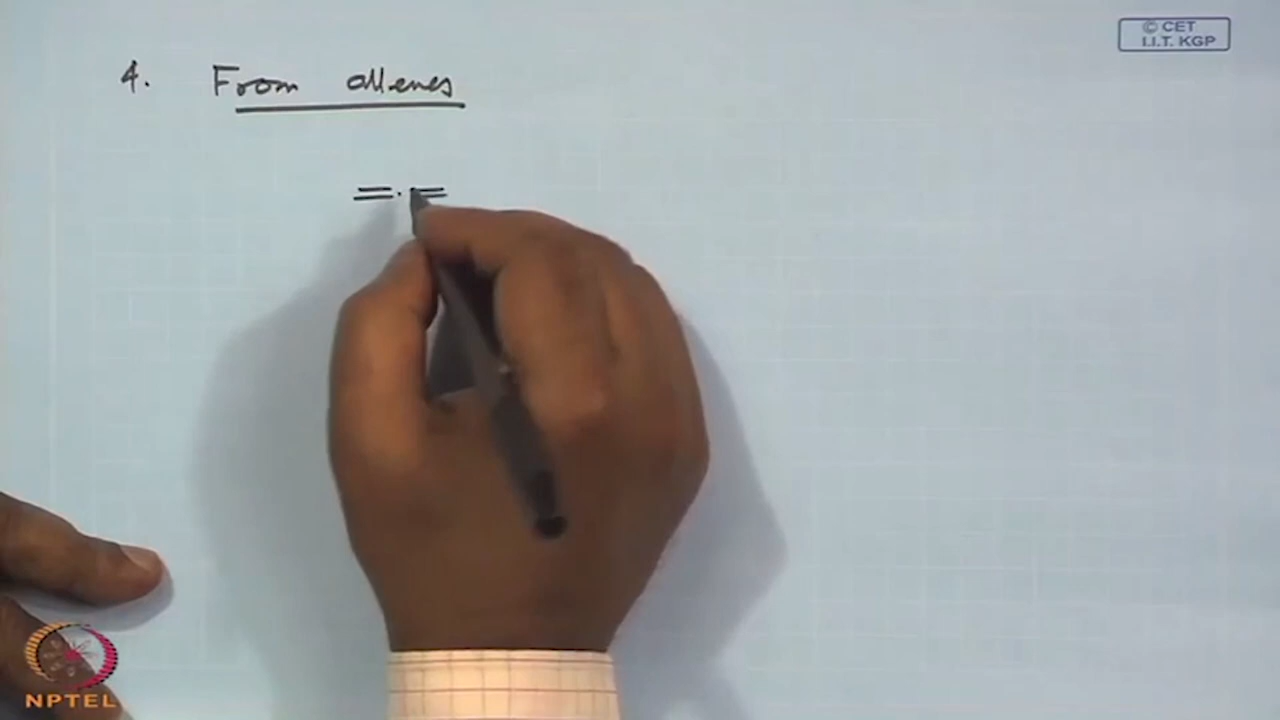 © CET
I.I.T. KGP
4. From allenes
= . =
NPTEL